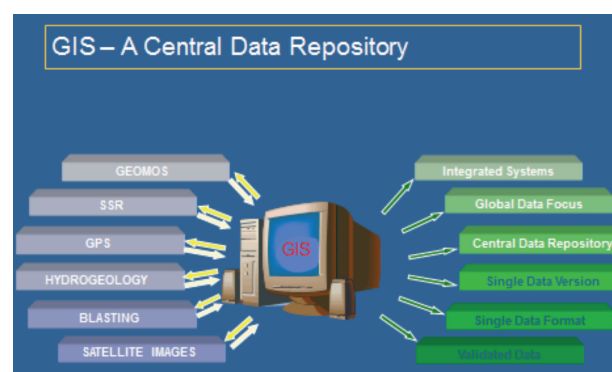 GIS – A Central Data Repository
GEOMOS
SSR
GPS
HYDROGEOLOGY
BLASTING
SATELLITE IMAGES
GIS
Integrated Systems
Global Data Focus
Central Data Repository
Single Data Version
Single Data Format
Validated Data